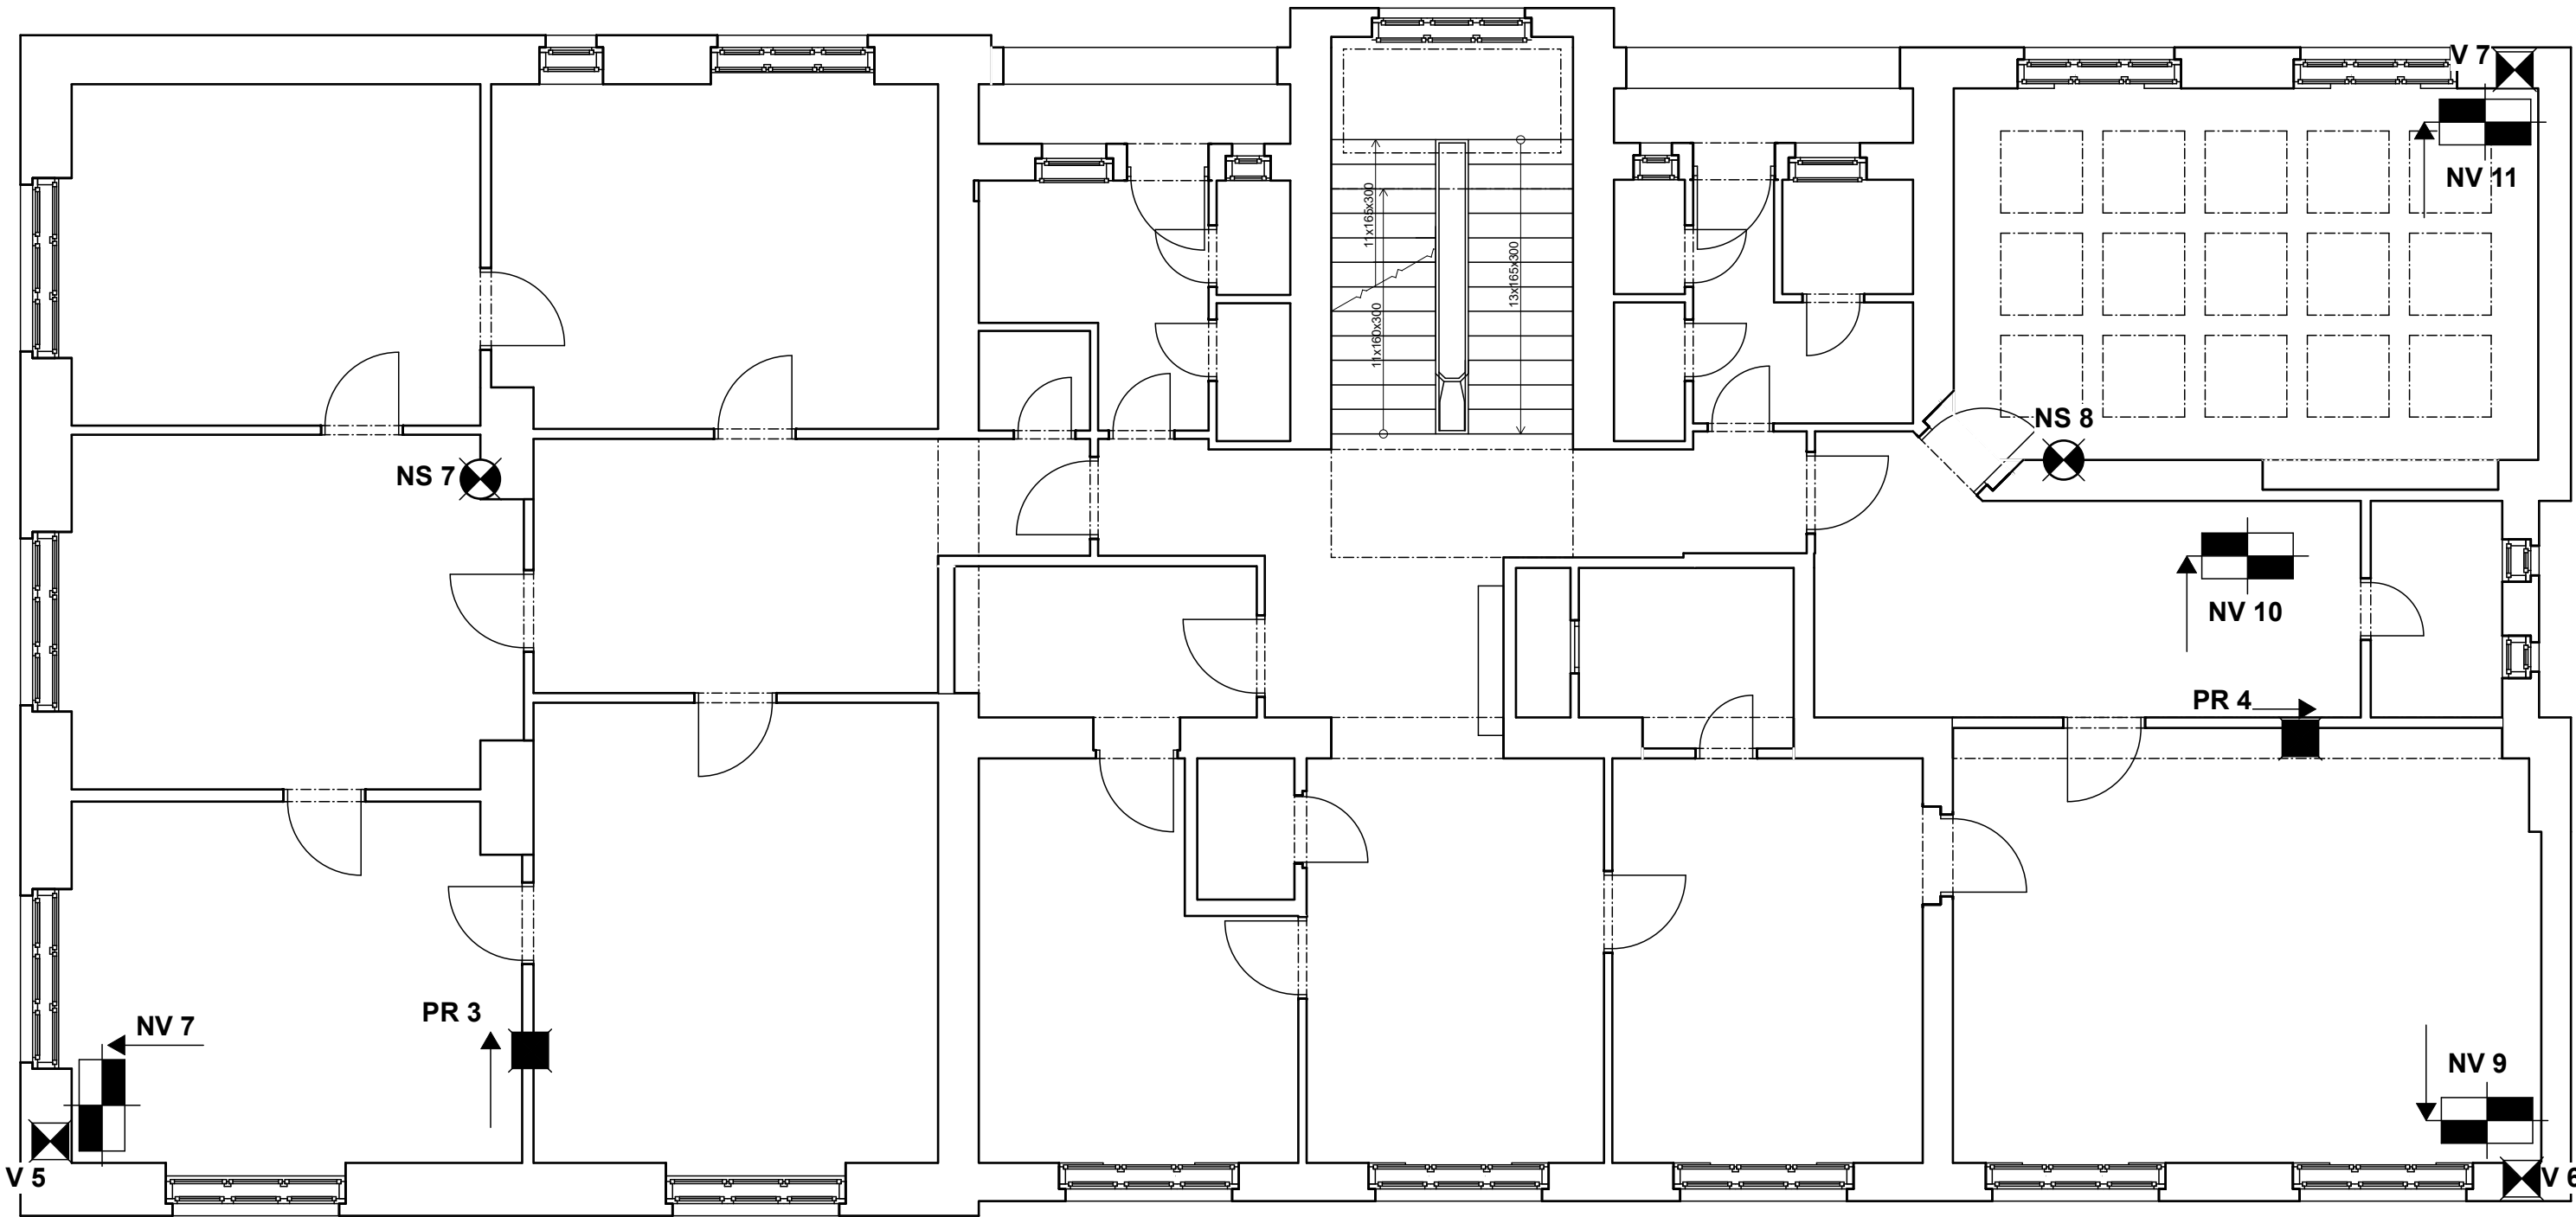 V 7
NV 11
11x165x300
13x165x300
11x160x300
NS 8
NS 7
NV 10
PR 4
PR 3
NV 7
NV 9
V 5
V 6